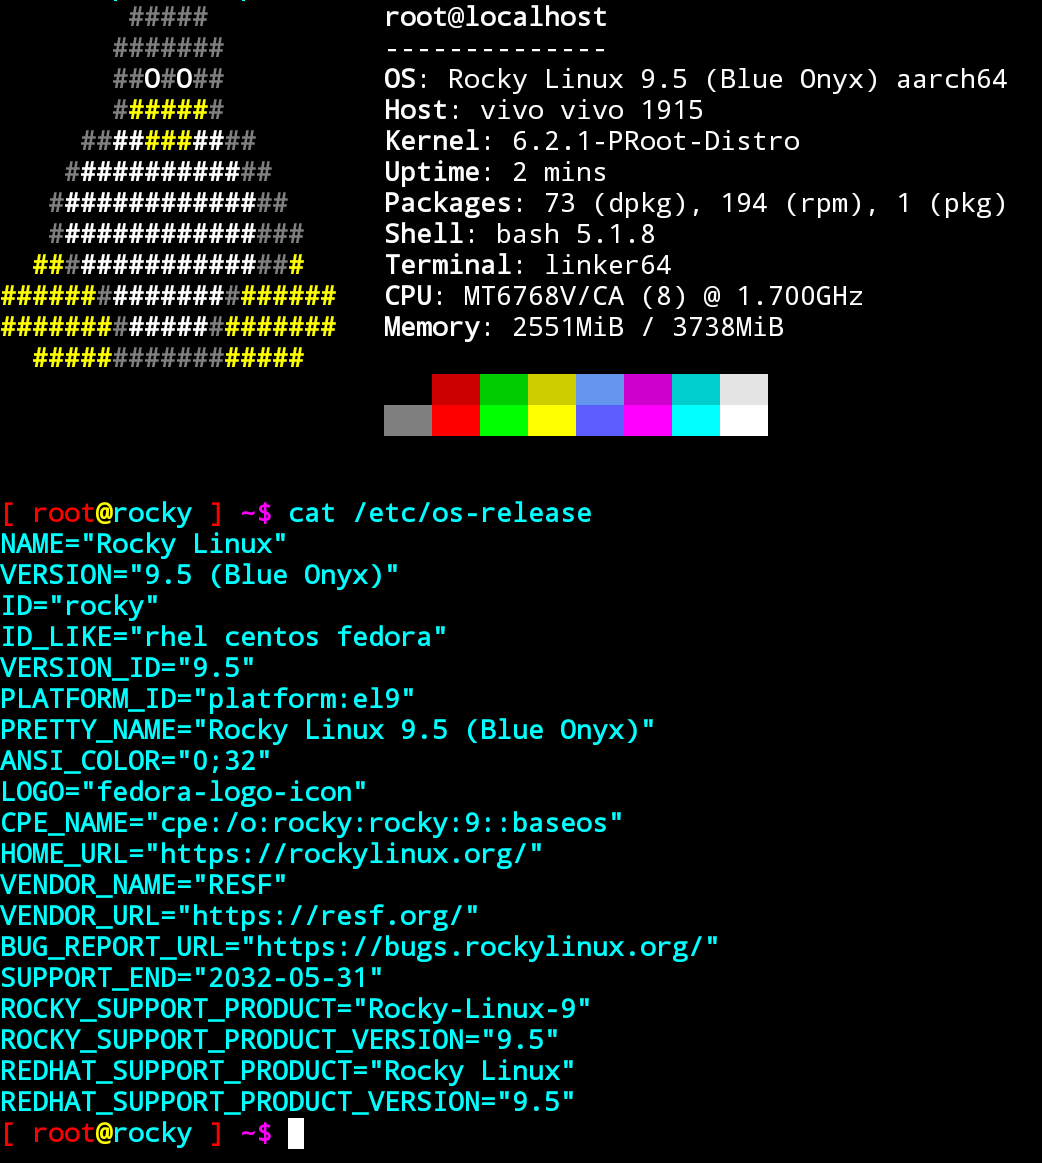 #####
#######
##O#O##
#######
###########
#############
###############
################
#################
#####################
#####################
#################
root@localhost
--------------
OS: Rocky Linux 9.5 (Blue Onyx) aarch64
Host: vivo vivo 1915
Kernel: 6.2.1-PRoot-Distro
Uptime: 2 mins
Packages: 73 (dpkg), 194 (rpm), 1 (pkg)
Shell: bash 5.1.8
Terminal: linker64
CPU: MT6768V/CA (8) @ 1.700GHz
Memory: 2551MiB / 3738MiB
[ root@rocky ] ~$ cat /etc/os-release
NAME="Rocky Linux"
VERSION="9.5 (Blue Onyx)"
ID="rocky"
ID_LIKE="rhel centos fedora"
VERSION_ID="9.5"
PLATFORM_ID="platform:el9"
PRETTY_NAME="Rocky Linux 9.5 (Blue Onyx)"
ANSI_COLOR="0;32"
LOGO="fedora-logo-icon"
CPE_NAME="cpe:/o:rocky:rocky:9::baseos"
HOME_URL="https://rockylinux.org/"
VENDOR_NAME="RESF"
VENDOR_URL="https://resf.org/"
BUG_REPORT_URL="https://bugs.rockylinux.org/"
SUPPORT_END="2032-05-31"
ROCKY_SUPPORT_PRODUCT="Rocky-Linux-9"
ROCKY_SUPPORT_PRODUCT_VERSION="9.5"
REDHAT_SUPPORT_PRODUCT="Rocky Linux"
REDHAT_SUPPORT_PRODUCT_VERSION="9.5"
[ root@rocky ] ~$